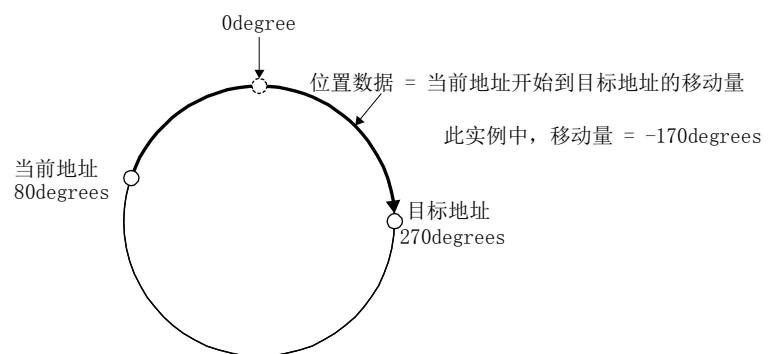 0degree
位置数据 = 当前地址开始到目标地址的移动量
此实例中, 移动量 = -170degrees
当前地址
80degrees
目标地址
270degrees